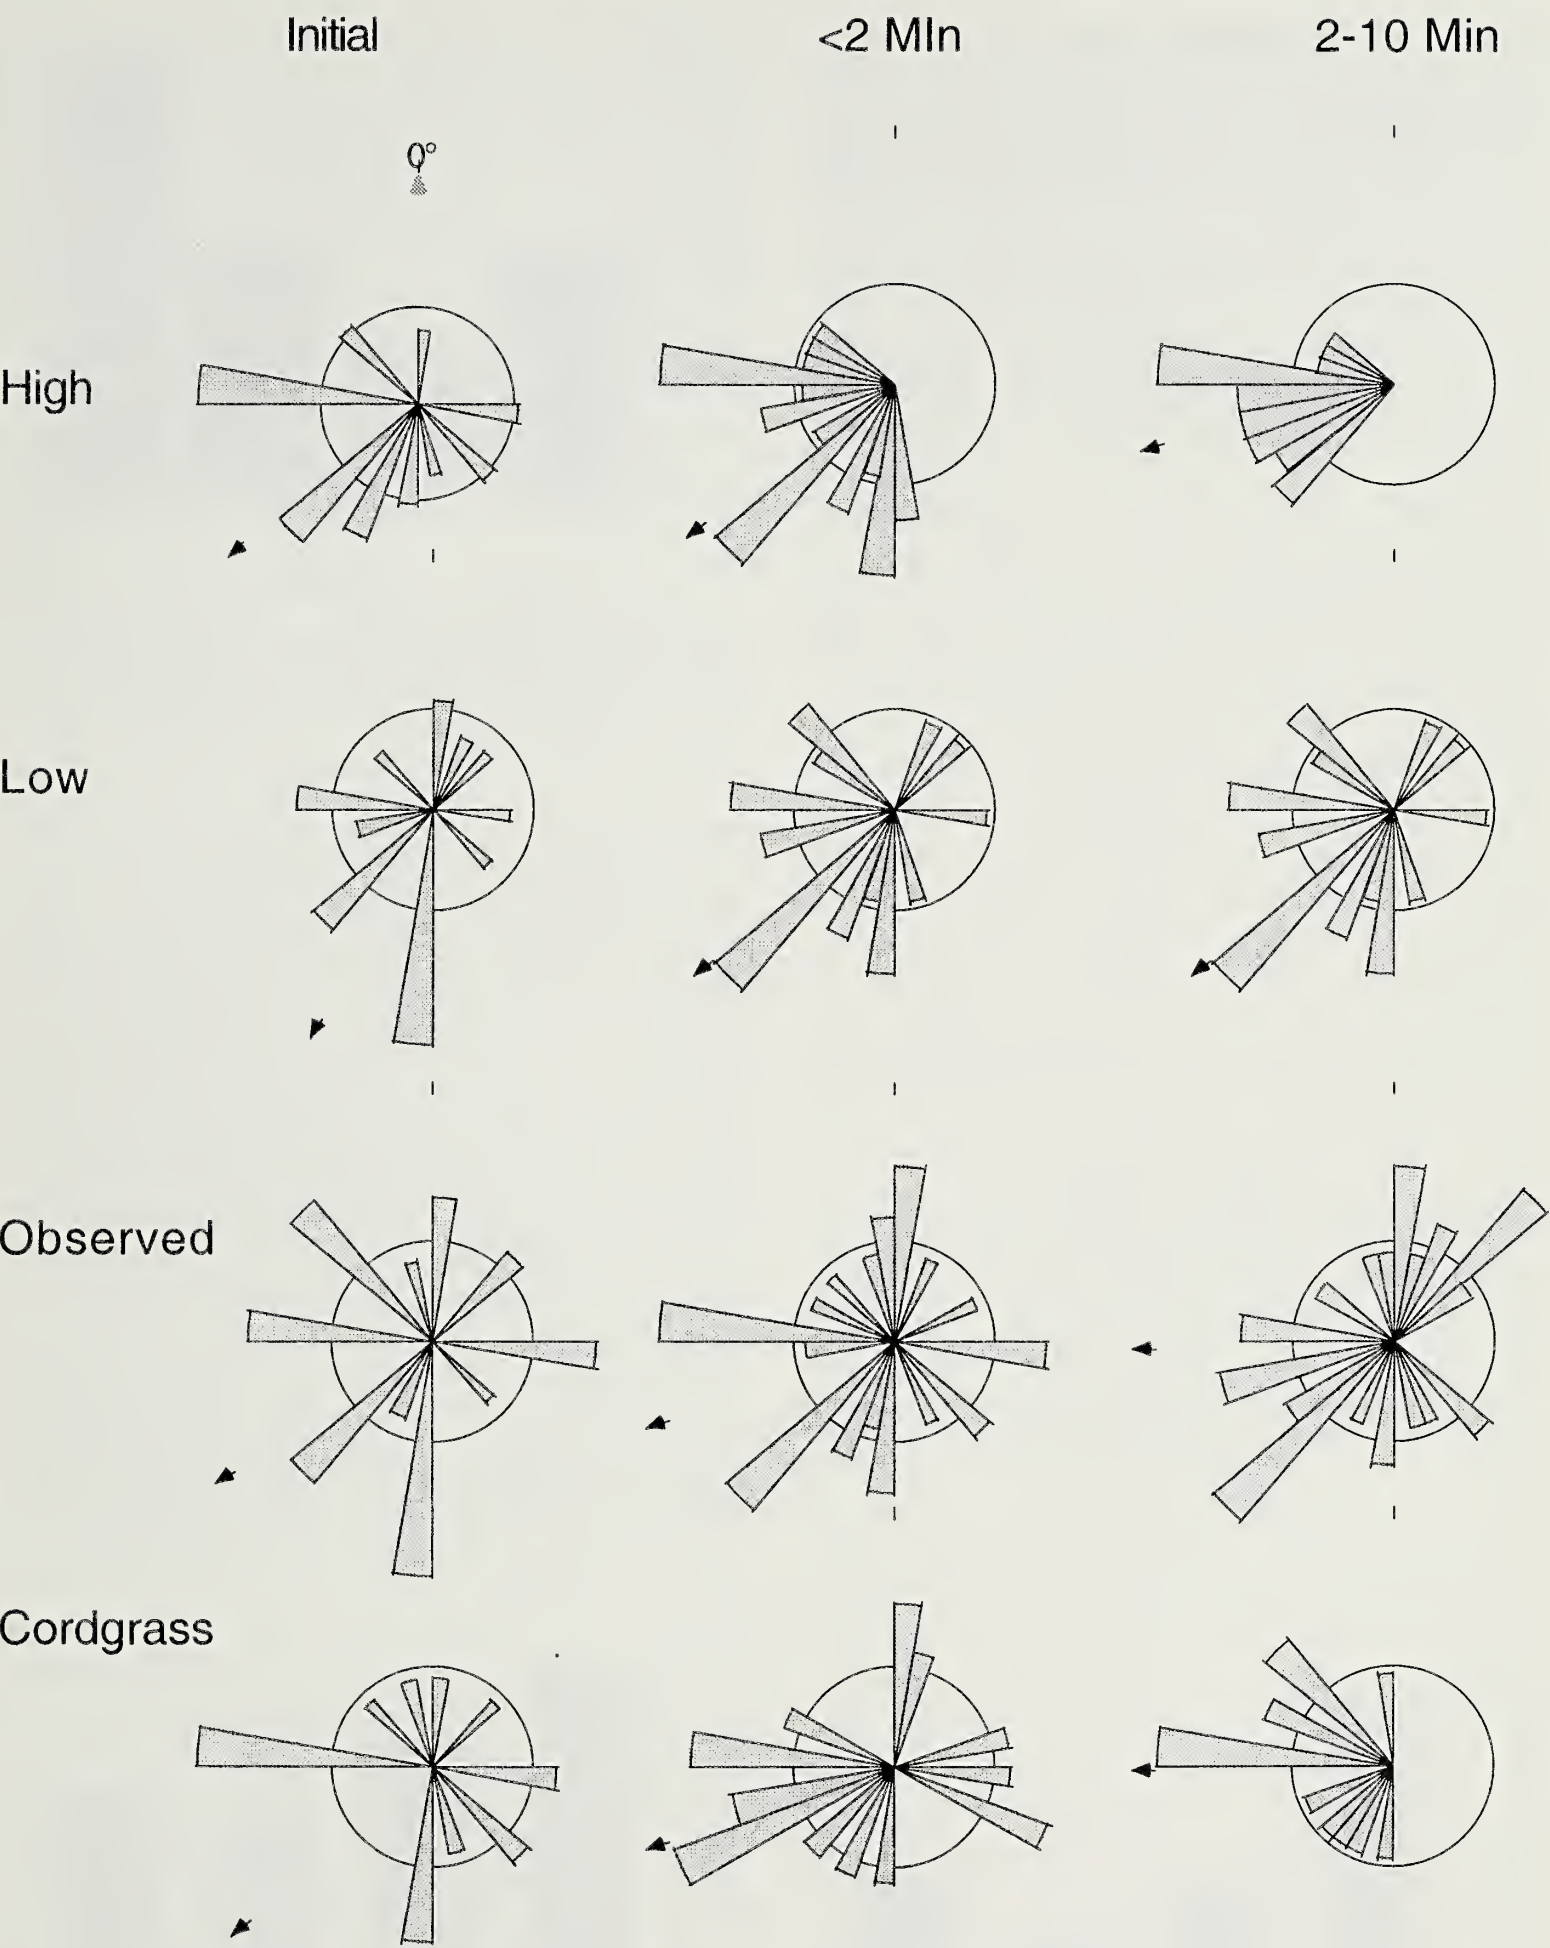 Initial
<2 MIn
2-10 Min
0°
High
Low
Observed
Cordgrass